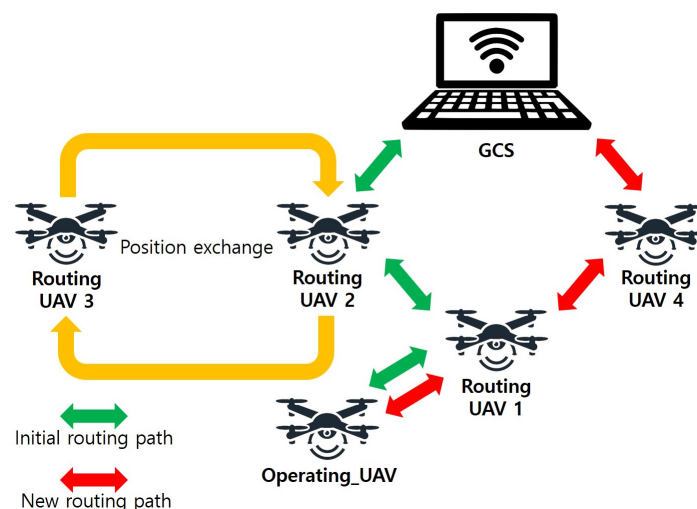 GCS
Position exchange
Routing
UAV 3
Routing
UAV 2
Routing
UAV 4
Routing
UAV 1
Initial routing path
Operating_UAV
New routing path